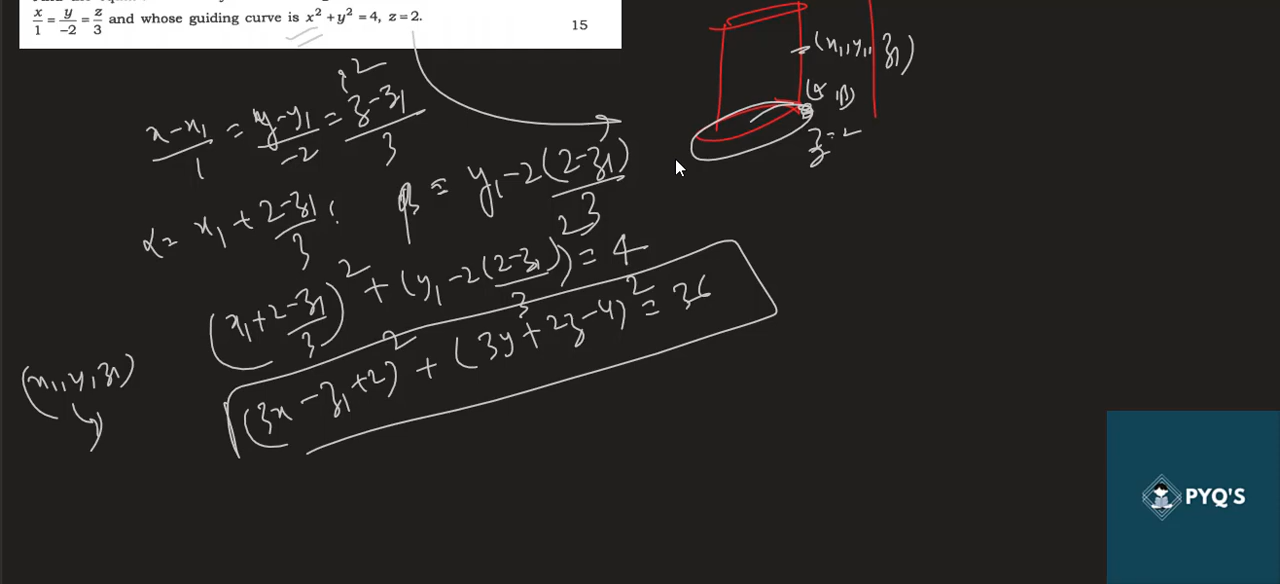 x/1 = y/-2 = z/3 and whose guiding curve is x² + y² = 4, z = 2.
15
(x - x₁)/1 = (y - y₁)/-2 = (z - z₁)/3
2
(x₁, y₁, z₁)
(α, β)
z = 2
α = x₁ + (2 - z₁)/3 ; β = y₁ - 2(2 - z₁)/3
(x₁ + (2 - z₁)/3)² + (y₁ - 2(2 - z₁)/3)² = 4
(3x - z₁ + 2)² + (3y + 2z - 4)² = 36
(x₁, y₁ z₁)
PYQ'S